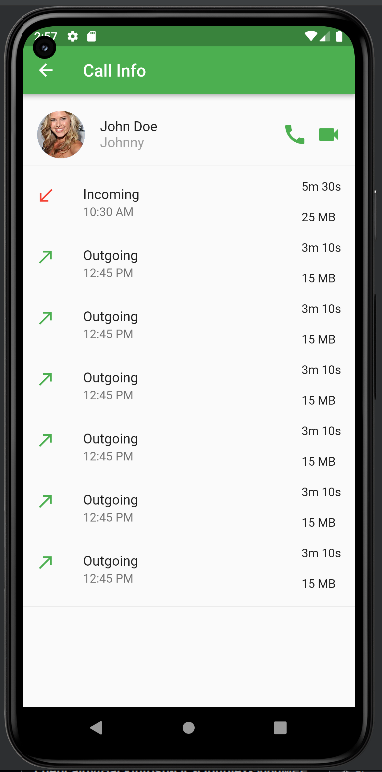 2:57
Call Info
John Doe
Johnny
Incoming
10:30 AM
5m 30s
25 MB
Outgoing
12:45 PM
3m 10s
15 MB
Outgoing
12:45 PM
3m 10s
15 MB
Outgoing
12:45 PM
3m 10s
15 MB
Outgoing
12:45 PM
3m 10s
15 MB
Outgoing
12:45 PM
3m 10s
15 MB
Outgoing
12:45 PM
3m 10s
15 MB